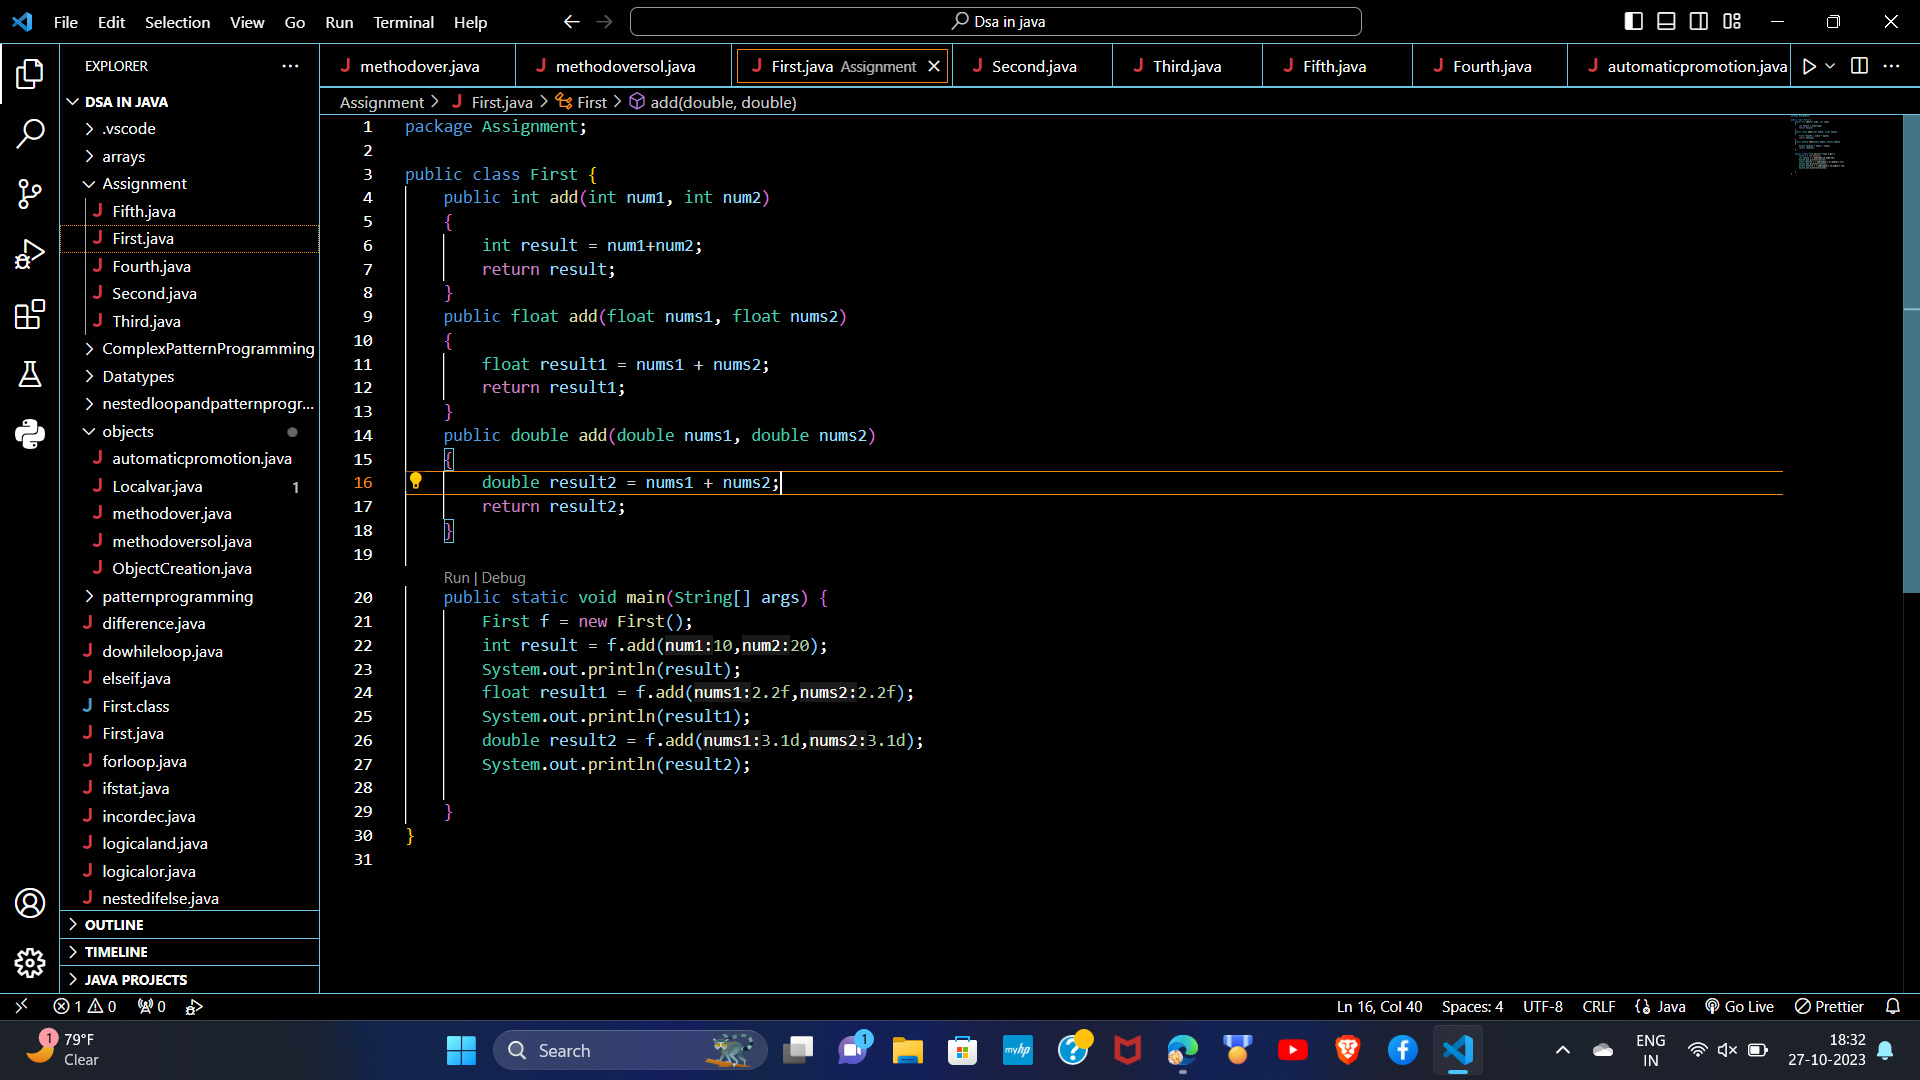 File Edit Selection View Go Run Terminal Help
Dsa in java
EXPLORER
methodover.java
methodoversol.java
First.java Assignment
Second.java
Third.java
Fifth.java
Fourth.java
automaticpromotion.java
DSA IN JAVA
.vscode
arrays
Assignment
Fifth.java
First.java
Fourth.java
Second.java
Third.java
ComplexPatternProgramming
Datatypes
nestedloopandpatternprogr...
objects
automaticpromotion.java
Localvar.java 1
methodover.java
methodoversol.java
ObjectCreation.java
patternprogramming
difference.java
dowhileloop.java
elseif.java
First.class
First.java
forloop.java
ifstat.java
incordec.java
logicaland.java
logicalor.java
nestedifelse.java
OUTLINE
TIMELINE
JAVA PROJECTS
Assignment > First.java > First > add(double, double)
1 package Assignment;
2
3 public class First {
4 public int add(int num1, int num2)
5 {
6 int result = num1+num2;
7 return result;
8 }
9 public float add(float nums1, float nums2)
10 {
11 float result1 = nums1 + nums2;
12 return result1;
13 }
14 public double add(double nums1, double nums2)
15 {
16 double result2 = nums1 + nums2;
17 return result2;
18 }
19
Run | Debug
20 public static void main(String[] args) {
21 First f = new First();
22 int result = f.add(num1:10,num2:20);
23 System.out.println(result);
24 float result1 = f.add(nums1:2.2f,nums2:2.2f);
25 System.out.println(result1);
26 double result2 = f.add(nums1:3.1d,nums2:3.1d);
27 System.out.println(result2);
28
29 }
30 }
31
1 0 0
Ln 16, Col 40 Spaces: 4 UTF-8 CRLF {} Java Go Live Prettier
1
79°F
Clear
Search
1
myhp
ENG
IN
18:32
27-10-2023